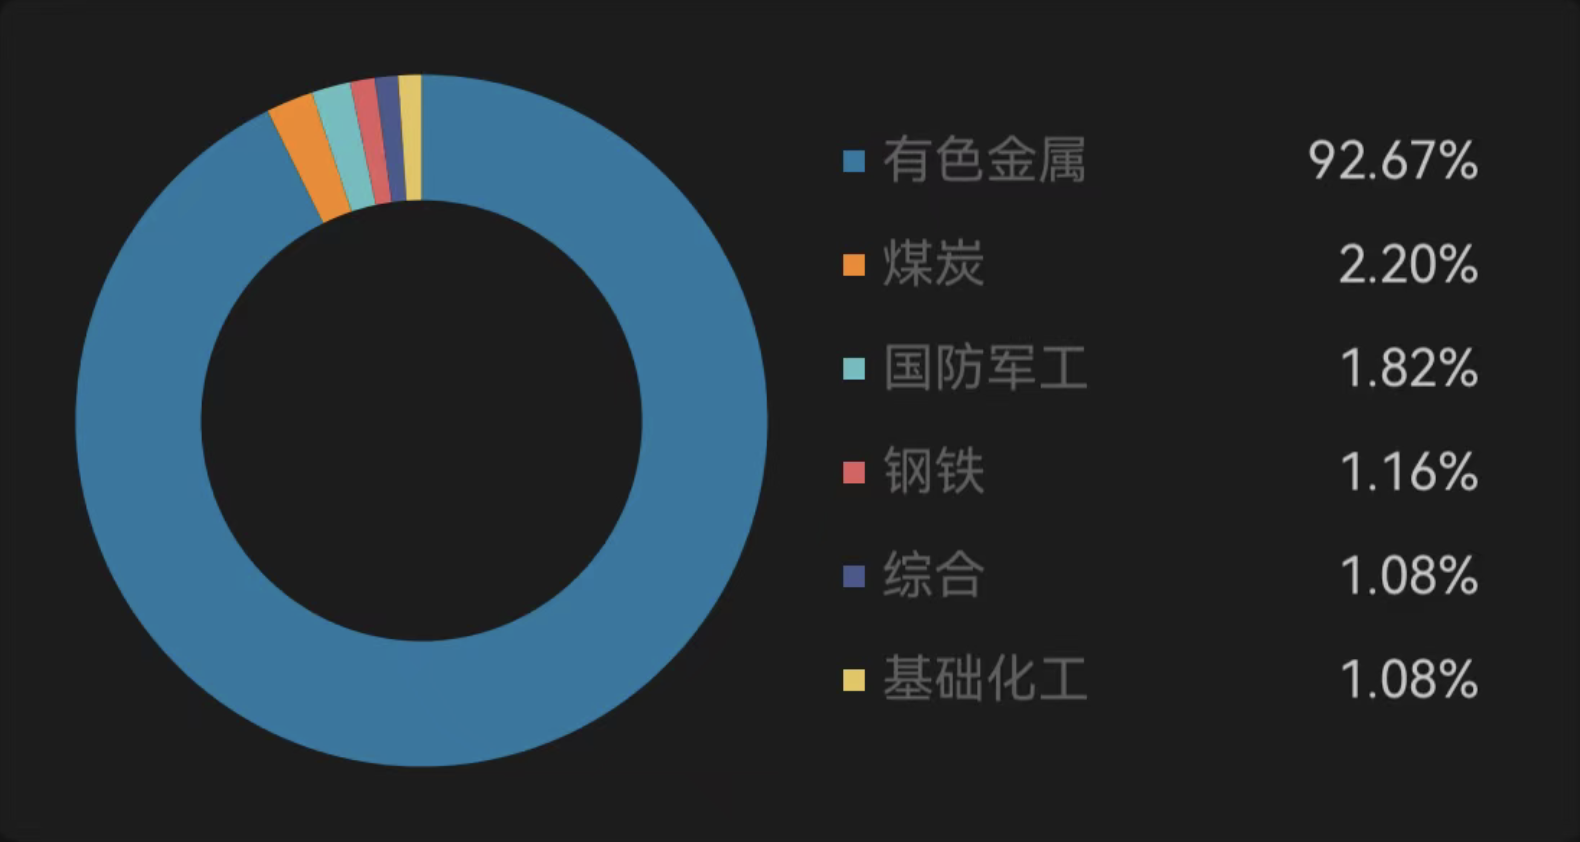 有色金属 92.67%
煤炭 2.20%
国防军工 1.82%
钢铁 1.16%
综合 1.08%
基础化工 1.08%